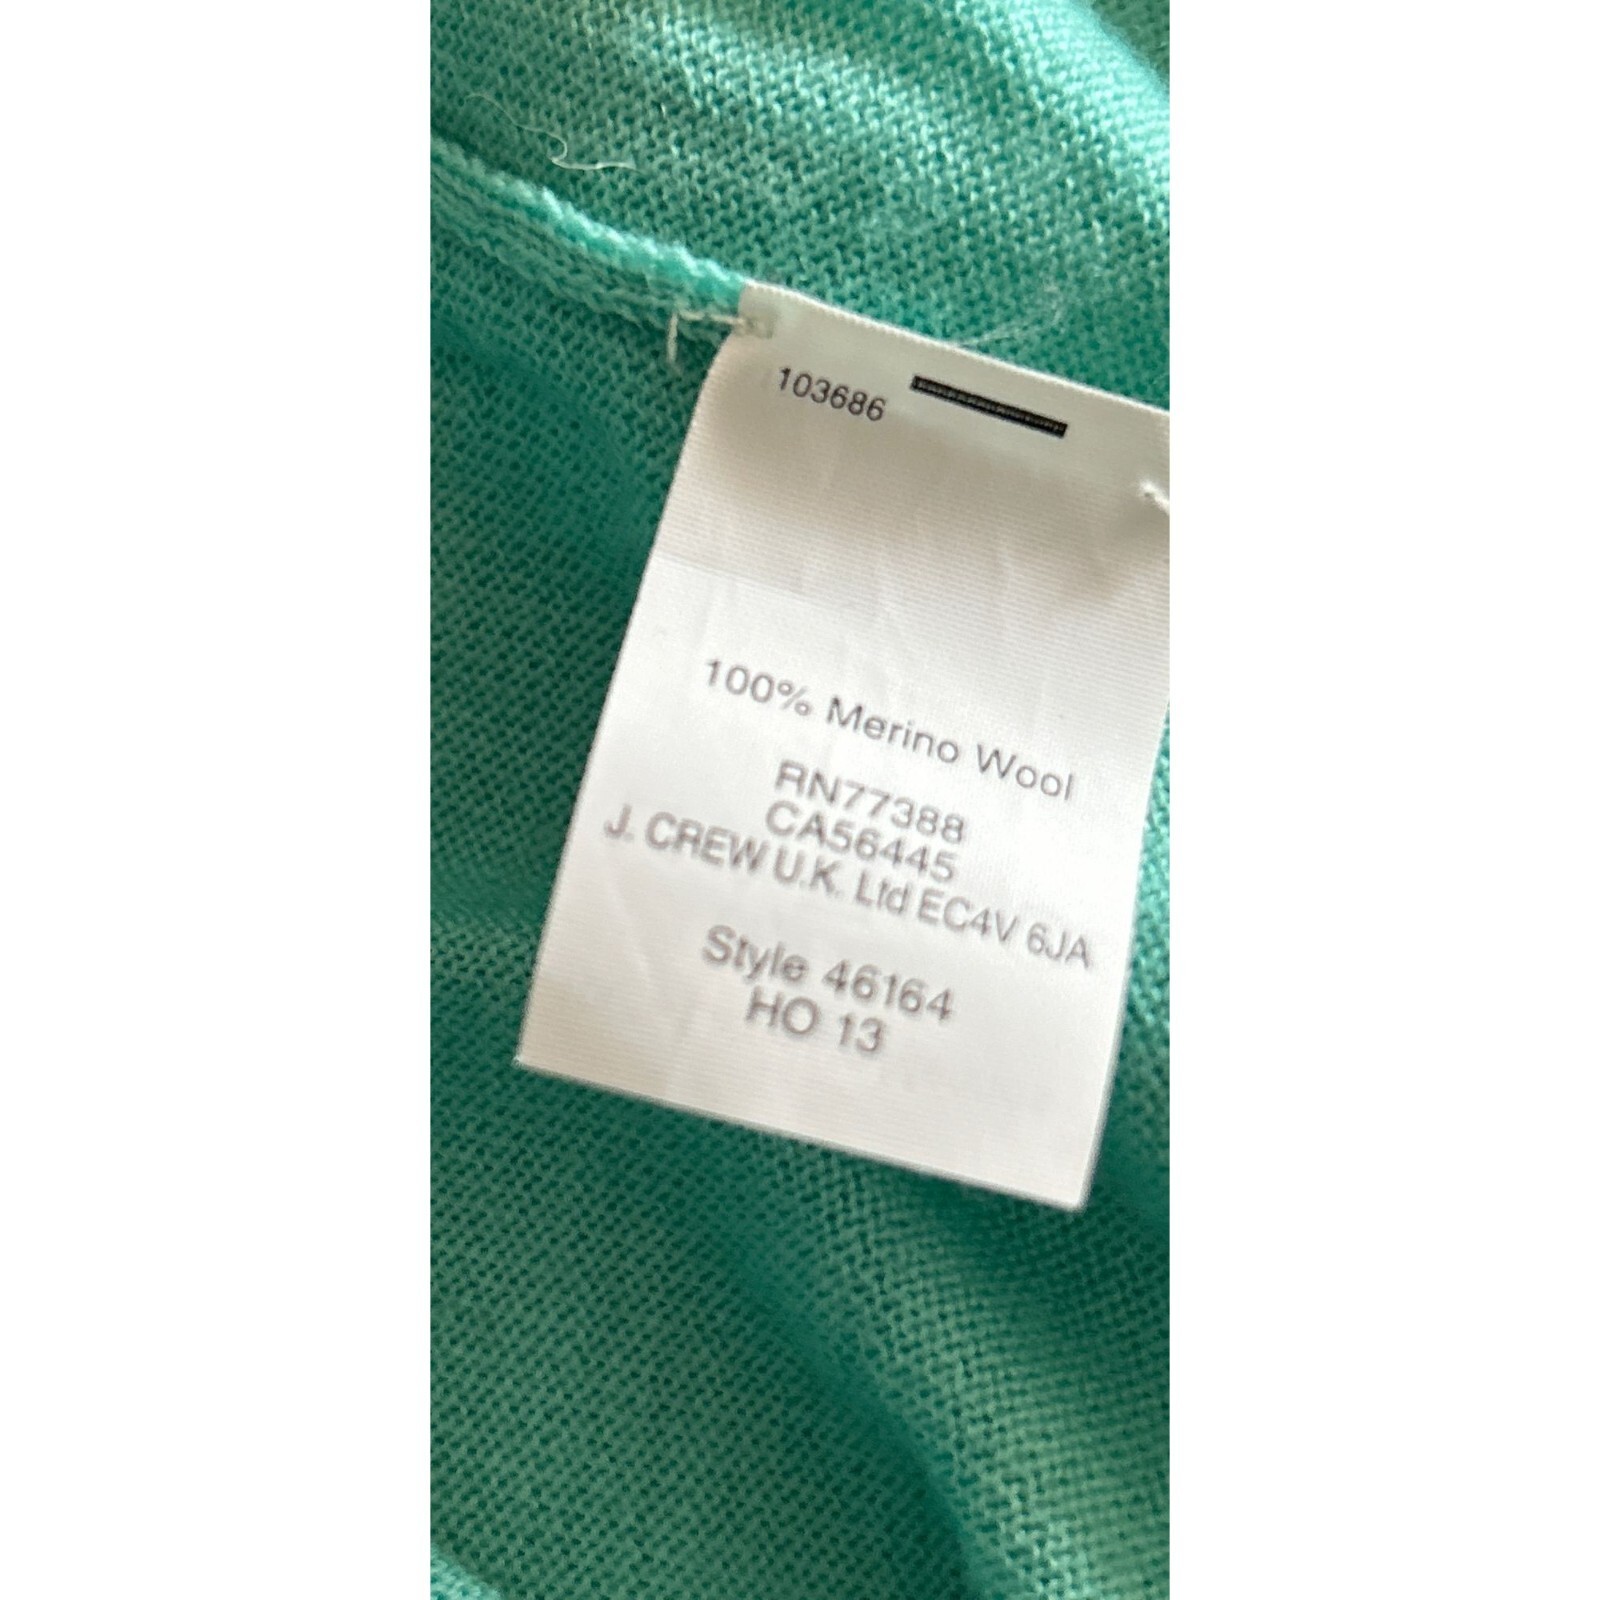 103686
100% Merino Wool
RN77388
CA56445
J. CREW U.K. Ltd EC4V 6JA
Style 46164
HO 13